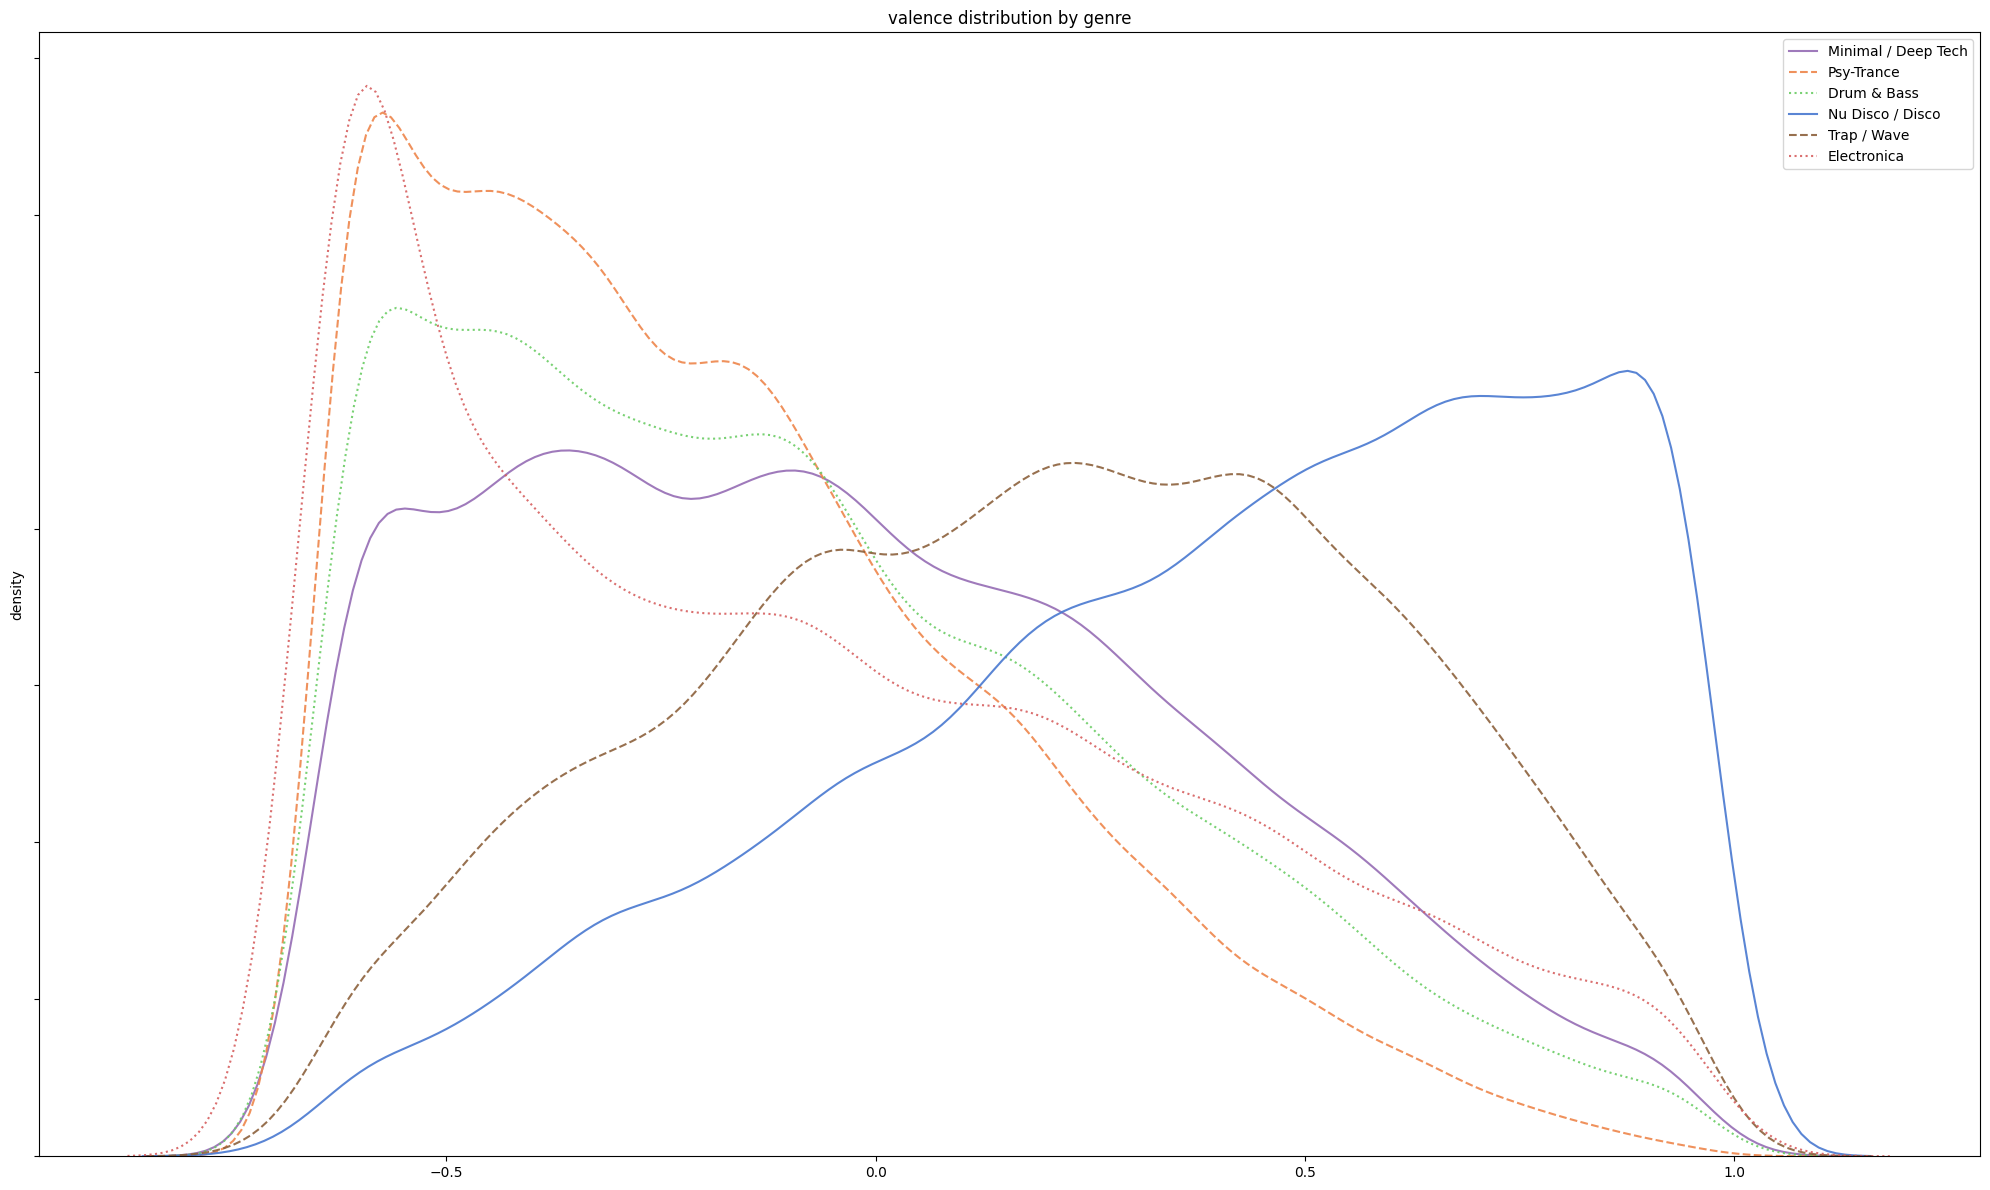 valence distribution by genre
Minimal / Deep Tech
Psy-Trance
Drum & Bass
Nu Disco / Disco
Trap / Wave
Electronica
density
−0.5
0.0
0.5
1.0